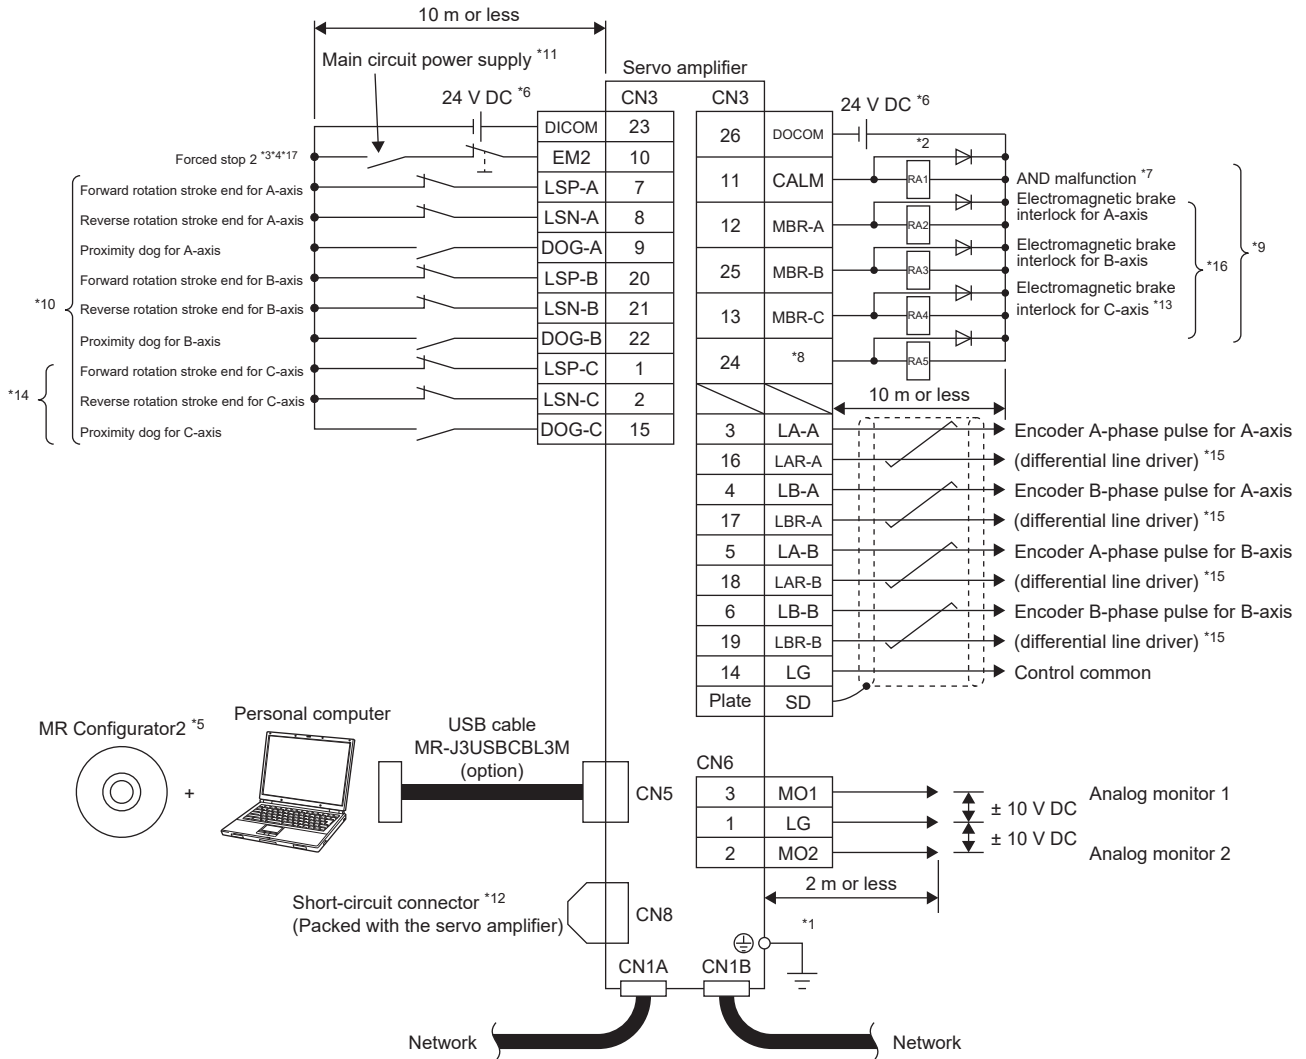 10 m or less
Main circuit power supply *11
24 V DC *6
Servo amplifier
CN3
CN3
24 V DC *6
DICOM 23
Forced stop 2 *3*4*17
EM2 10
Forward rotation stroke end for A-axis
LSP-A 7
Reverse rotation stroke end for A-axis
LSN-A 8
Proximity dog for A-axis
DOG-A 9
Forward rotation stroke end for B-axis
LSP-B 20
*10
Reverse rotation stroke end for B-axis
LSN-B 21
Proximity dog for B-axis
DOG-B 22
Forward rotation stroke end for C-axis
LSP-C 1
*14
Reverse rotation stroke end for C-axis
LSN-C 2
Proximity dog for C-axis
DOG-C 15
26 DOCOM
*2
11 CALM
RA1
AND malfunction *7
12 MBR-A
RA2
Electromagnetic brake
interlock for A-axis
25 MBR-B
RA3
Electromagnetic brake
interlock for B-axis
13 MBR-C
RA4
Electromagnetic brake
interlock for C-axis *13
*16
*9
24 *8
RA5
10 m or less
3 LA-A
Encoder A-phase pulse for A-axis
16 LAR-A
(differential line driver) *15
4 LB-A
Encoder B-phase pulse for A-axis
17 LBR-A
(differential line driver) *15
5 LA-B
Encoder A-phase pulse for B-axis
18 LAR-B
(differential line driver) *15
6 LB-B
Encoder B-phase pulse for B-axis
19 LBR-B
(differential line driver) *15
14 LG
Control common
Plate SD
MR Configurator2 *5
+
Personal computer
USB cable
MR-J3USBCBL3M
(option)
CN5
CN6
3 MO1
Analog monitor 1
± 10 V DC
1 LG
± 10 V DC
2 MO2
Analog monitor 2
2 m or less
Short-circuit connector *12
(Packed with the servo amplifier)
CN8
*1
CN1A
CN1B
Network
Network